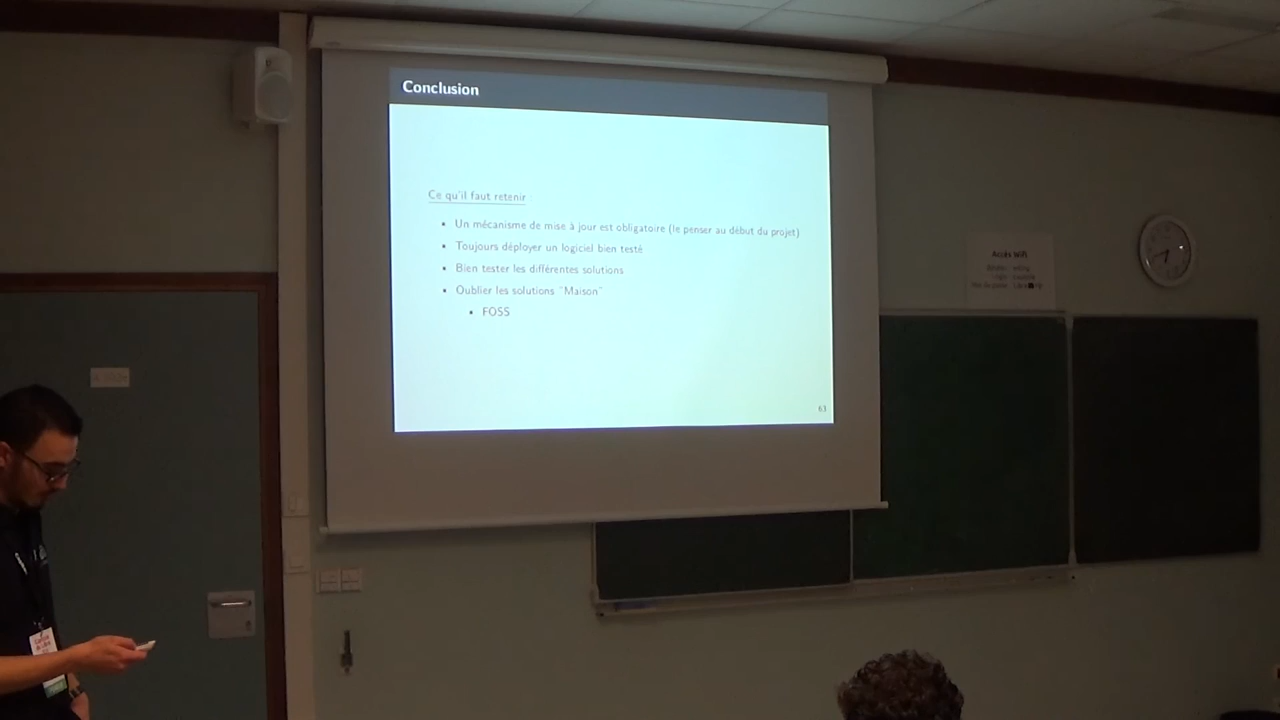 Conclusion
Ce qu'il faut retenir :
Un mécanisme de mise à jour est obligatoire (le penser au début du projet)
Toujours déployer un logiciel bien testé
Bien tester les différentes solutions
Oublier les solutions "Maison"
FOSS
63
Accès WiFi